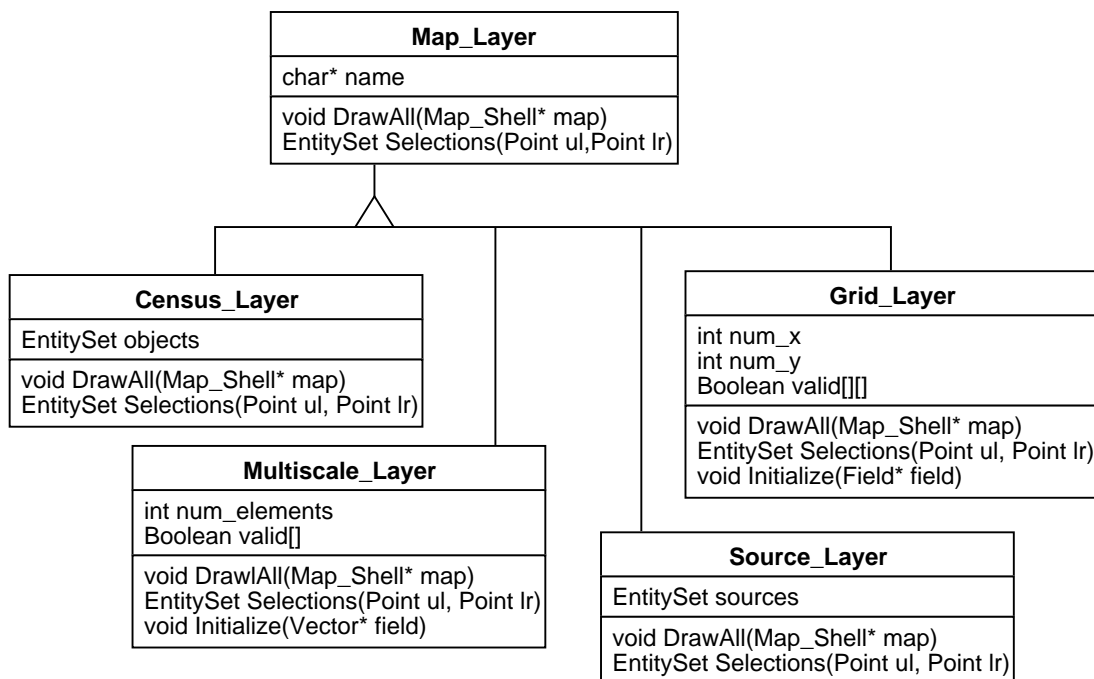 Map_Layer
char* name
void DrawAll(Map_Shell* map)
EntitySet Selections(Point ul,Point lr)
Census_Layer
EntitySet objects
void DrawAll(Map_Shell* map)
EntitySet Selections(Point ul, Point lr)
Grid_Layer
int num_x
int num_y
Boolean valid[][]
void DrawAll(Map_Shell* map)
EntitySet Selections(Point ul, Point lr)
void Initialize(Field* field)
Multiscale_Layer
int num_elements
Boolean valid[]
void DrawlAll(Map_Shell* map)
EntitySet Selections(Point ul, Point lr)
void Initialize(Vector* field)
Source_Layer
EntitySet sources
void DrawAll(Map_Shell* map)
EntitySet Selections(Point ul, Point lr)